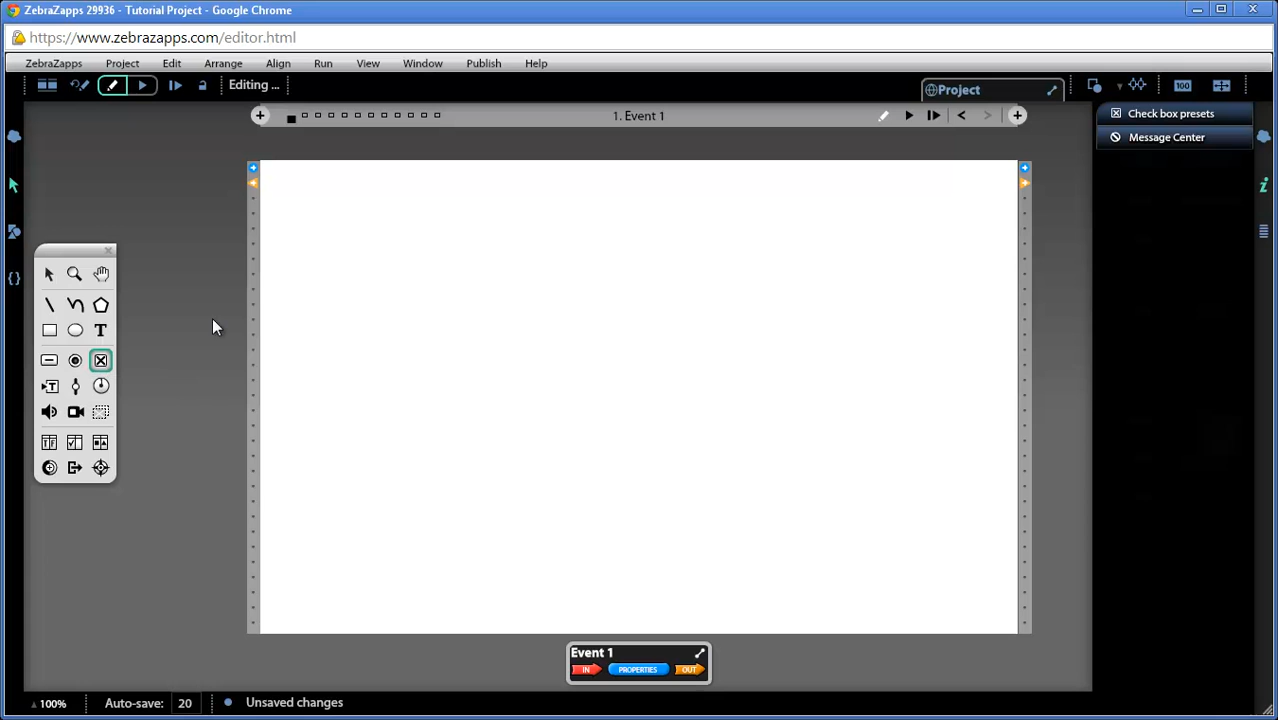 ZebraZapps 29936 - Tutorial Project - Google Chrome
https://www.zebrazapps.com/editor.html
ZebraZapps Project Edit Arrange Align Run View Window Publish Help
Editing ...
Project
100
1. Event 1
Check box presets
Message Center
T
T
T F
Event 1
IN PROPERTIES OUT
100% Auto-save: 20 Unsaved changes